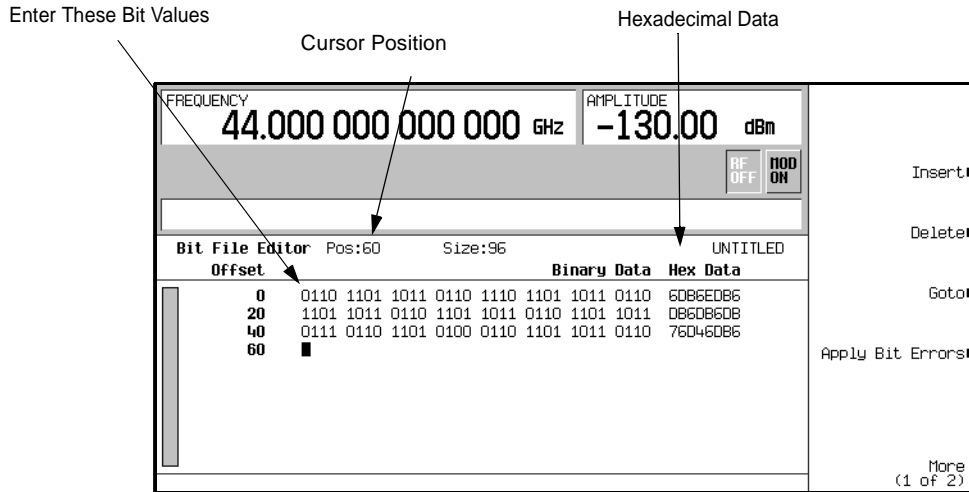 Enter These Bit Values
Cursor Position
Hexadecimal Data
FREQUENCY
44.000 000 000 000 GHz
AMPLITUDE
-130.00 dBm
RF OFF
MOD ON
Insert
Delete
Goto
Apply Bit Errors
More
(1 of 2)
Bit File Editor Pos:60 Size:96 UNTITLED
Offset Binary Data Hex Data
0 0110 1101 1011 0110 1110 1101 1011 0110 6DB6EDB6
20 1101 1011 0110 1101 1011 0110 1101 1011 DB6DB6DB
40 0111 0110 1101 0100 0110 1101 1011 0110 76D46DB6
60